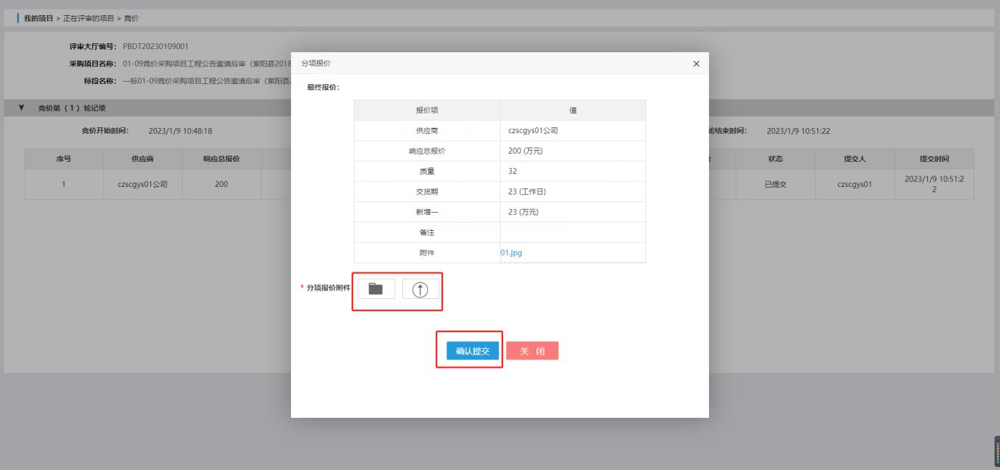 我的项目 > 正在评审的项目 > 竞价
评审大厅编号： PBDT20230109001
采购项目名称： 01-09竞价采购项目工程公告邀请后审（紫阳县2018
标段名称： 一标01-09竞价采购项目工程公告邀请后审（紫阳县
▼ 竞价第（1）轮记录
竞价开始时间： 2023/1/9 10:48:18
轮结束时间： 2023/1/9 10:51:22
序号 供应商 响应总报价 状态 提交人 提交时间
1 czscgys01公司 200 已提交 czscgys01 2023/1/9 10:51:2
2
分项报价 ×
最终报价：
报价项 值
供应商 czscgys01公司
响应总报价 200 (万元)
质量 32
交货期 23 (工作日)
新增一 23 (万元)
备注
附件 01.jpg
* 分项报价附件
确认提交 关 闭